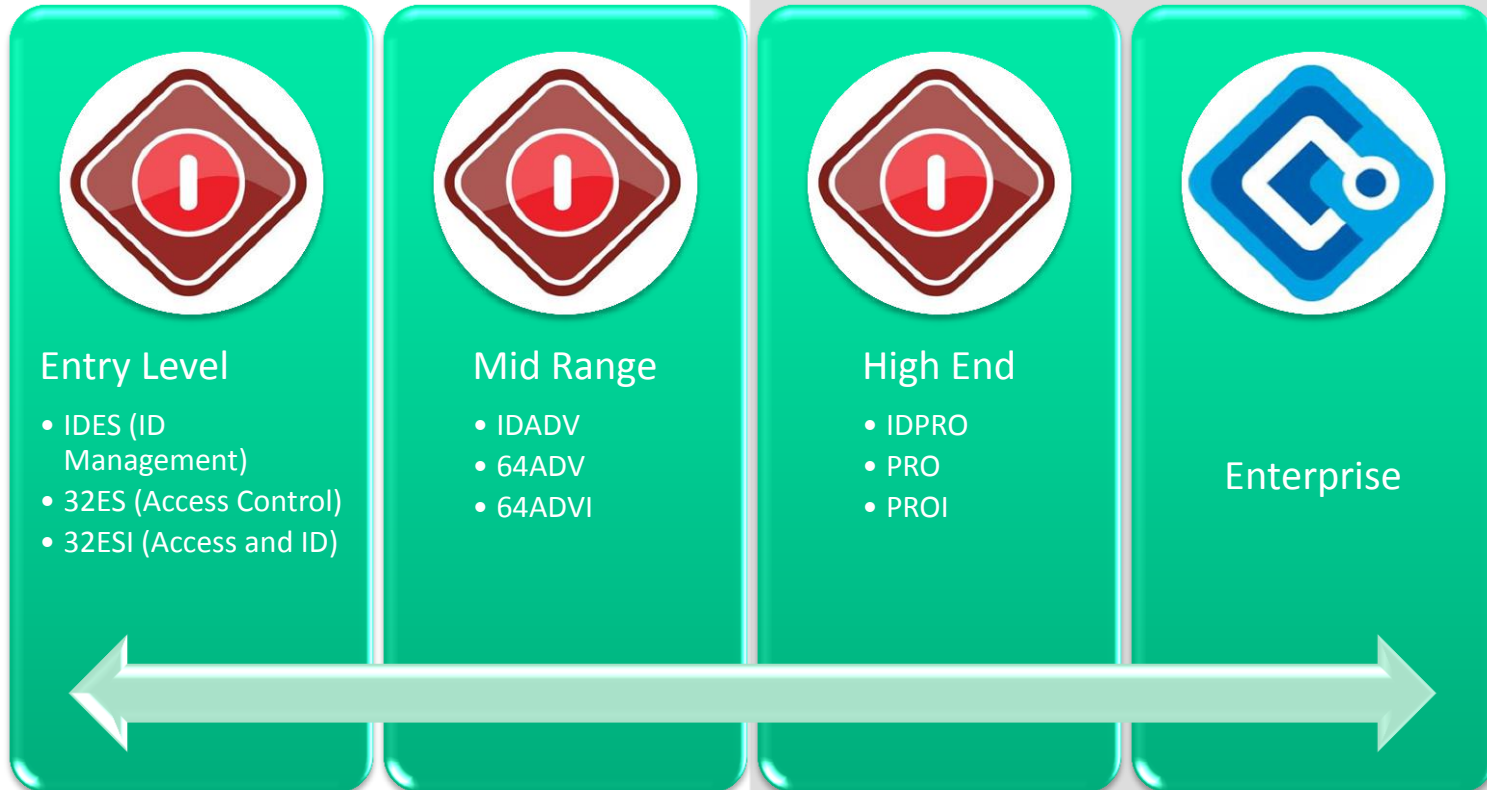 Entry Level
• IDES (ID
Management)
• 32ES (Access Control)
• 32ESI (Access and ID)
Mid Range
• IDADV
• 64ADV
• 64ADVI
High End
• IDPRO
• PRO
• PROI
Enterprise